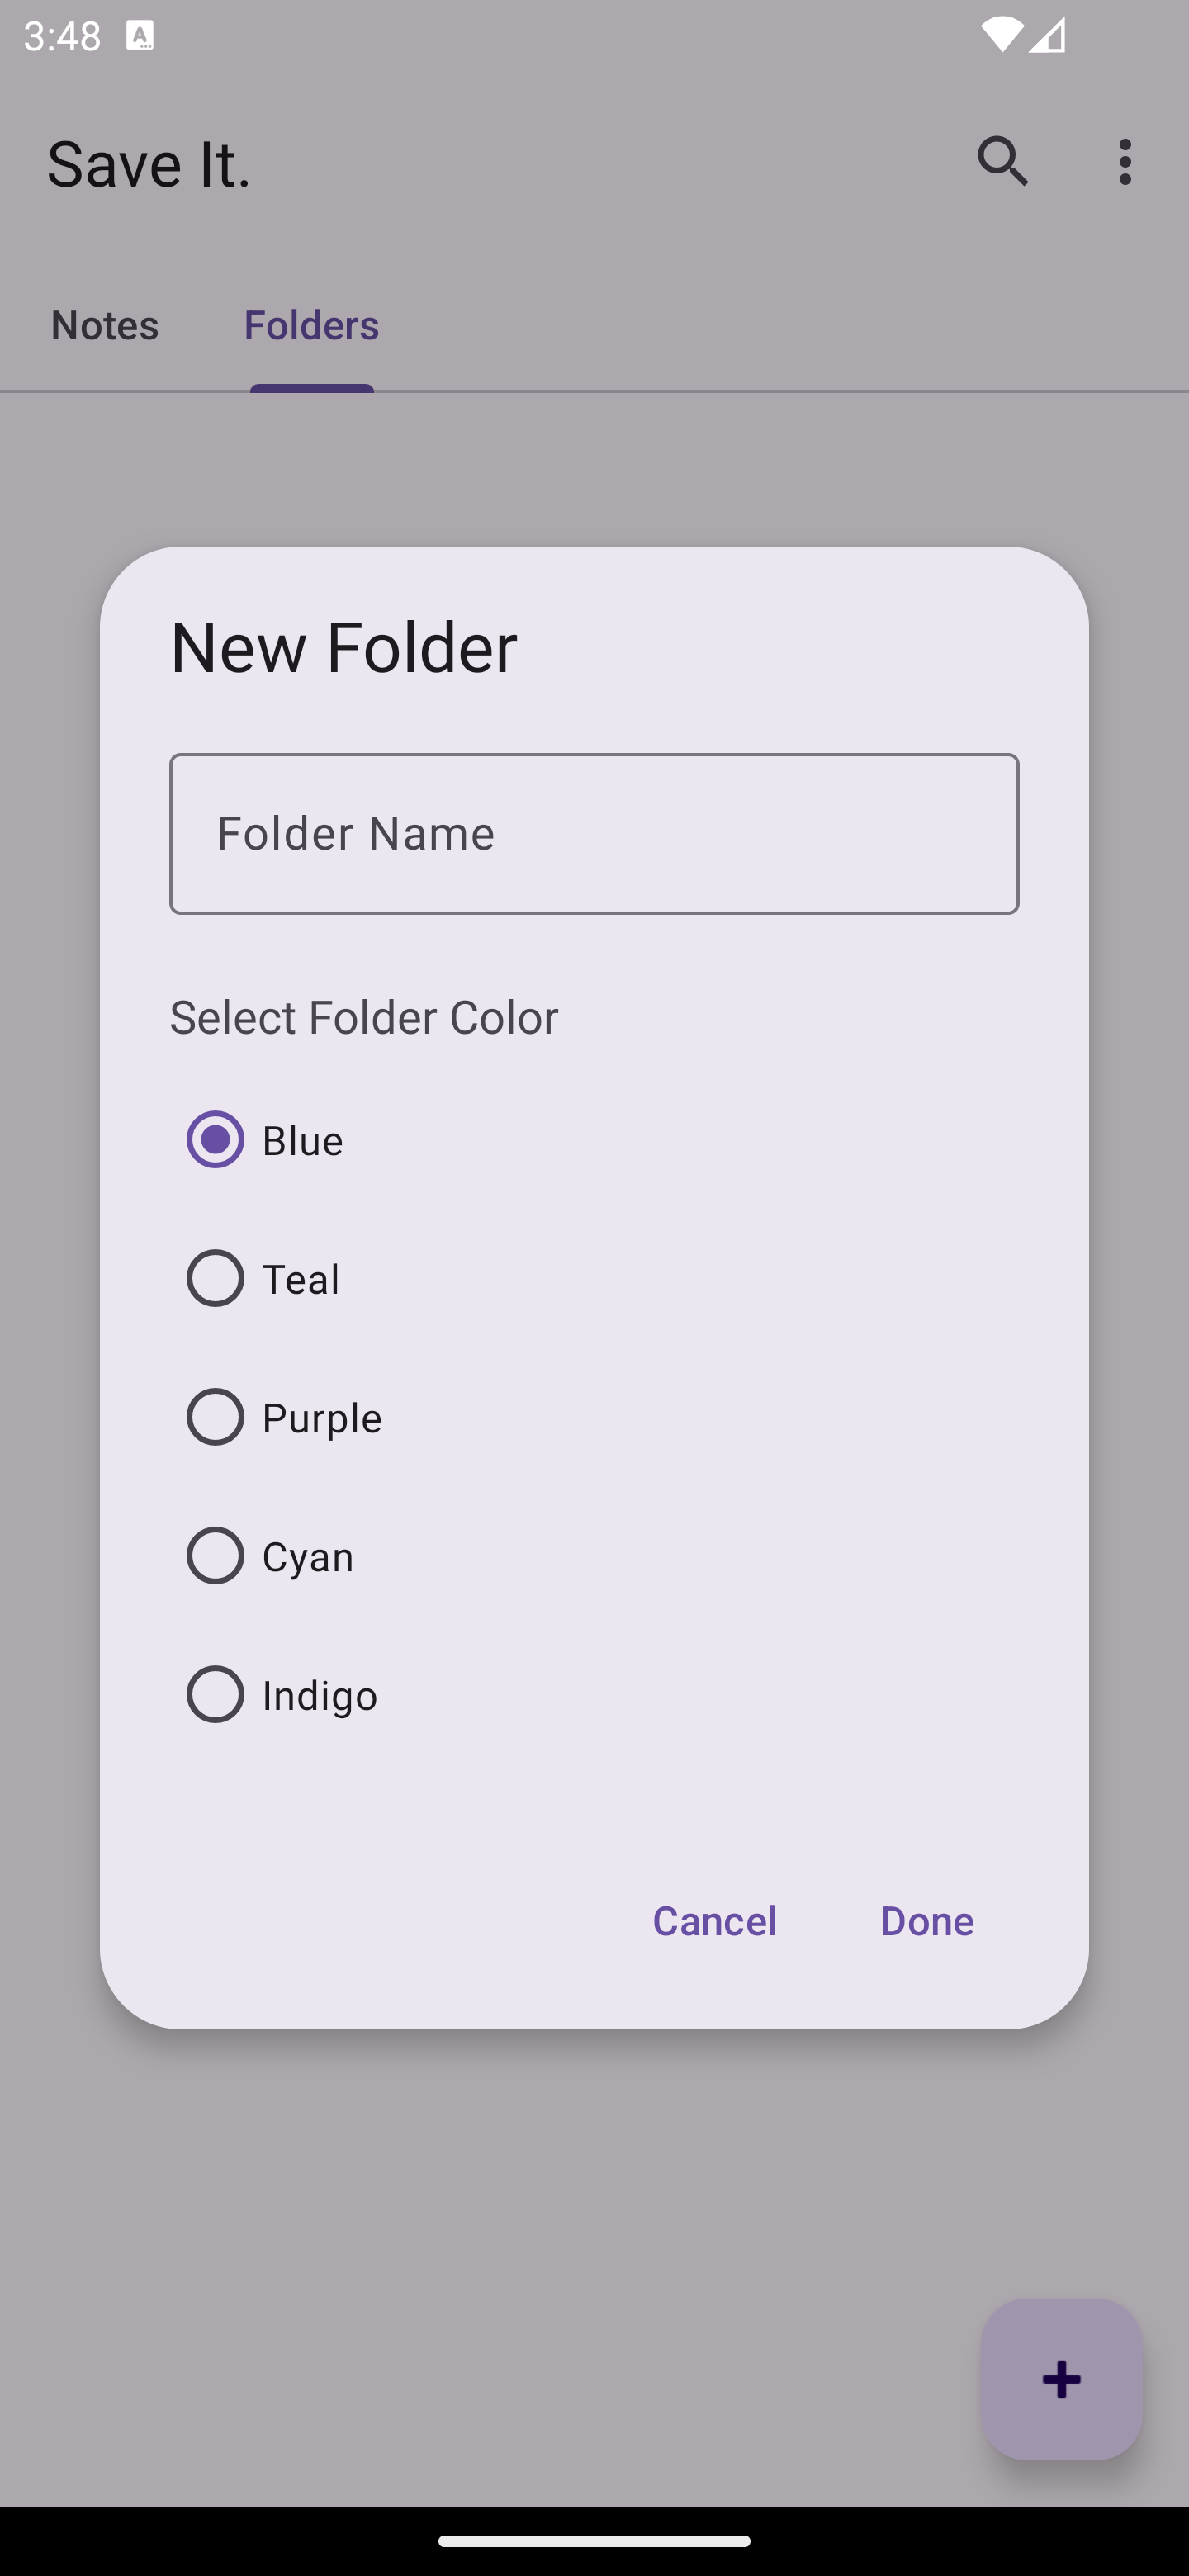 3:48
Save It.
Notes Folders
New Folder
Folder Name
Select Folder Color
Blue
Teal
Purple
Cyan
Indigo
Cancel Done